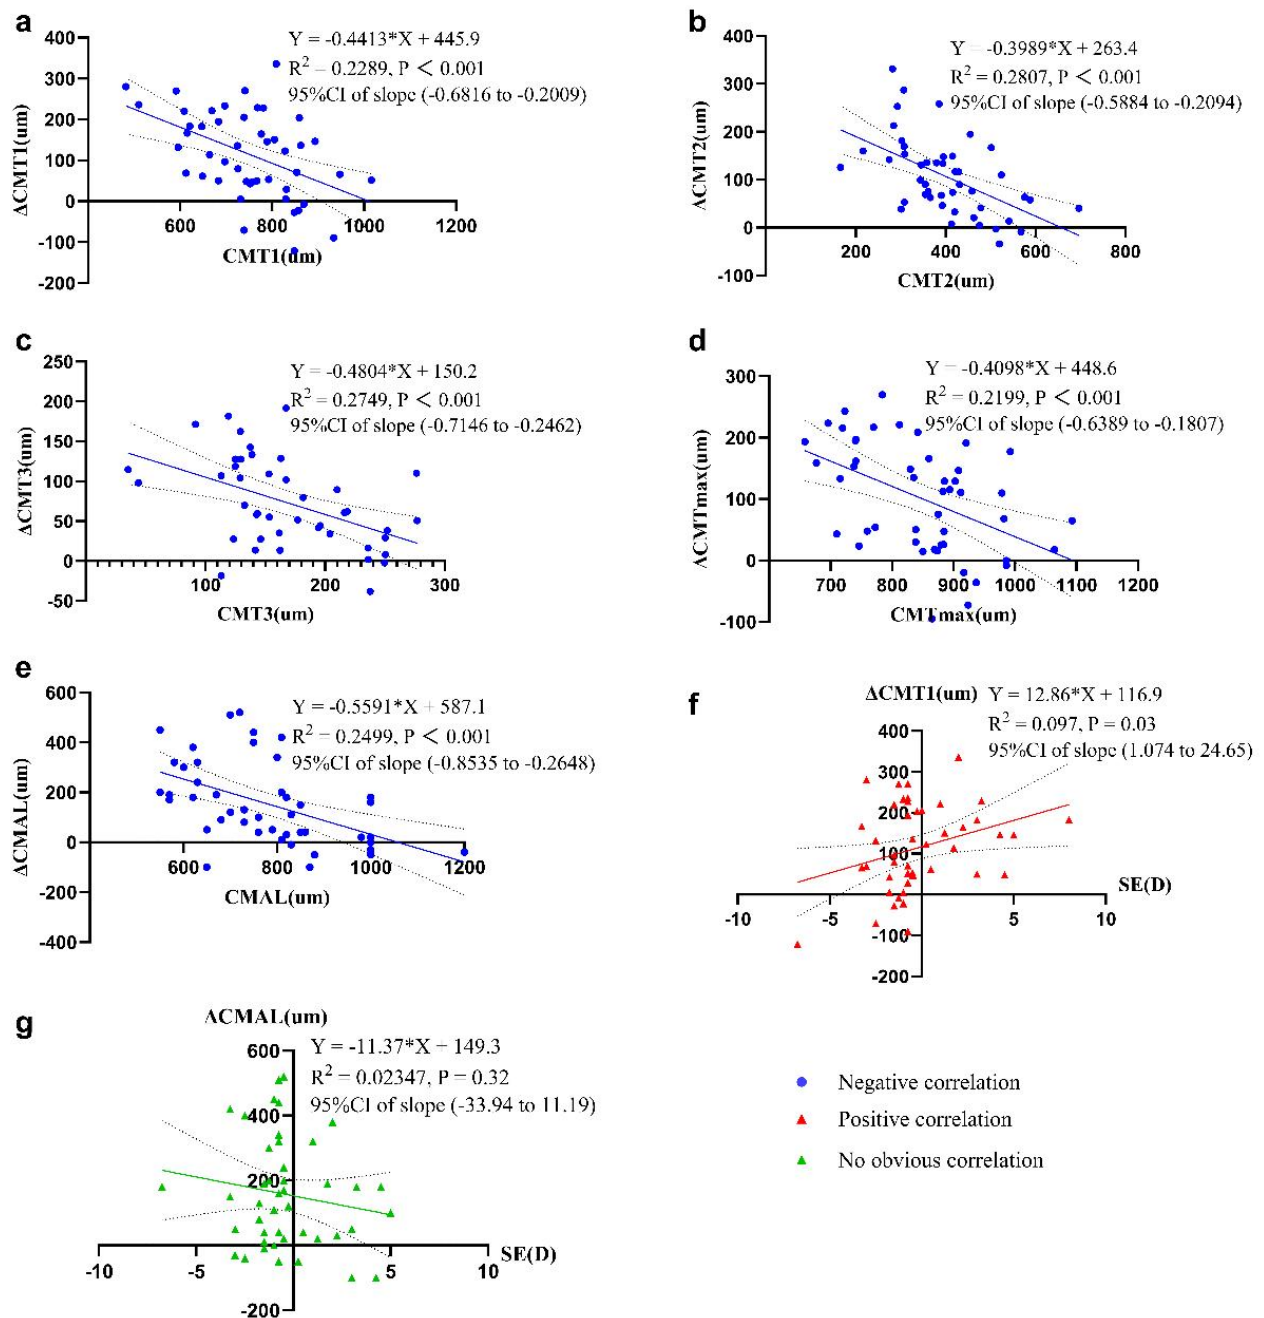 a
Y = -0.4413*X + 445.9
R² = 0.2289, P < 0.001
95%CI of slope (-0.6816 to -0.2009)
ΔCMT1(um)
400
300
200
100
0
-100
-200
600
800
1000
1200
CMT1(um)
b
Y = -0.3989*X + 263.4
R² = 0.2807, P < 0.001
95%CI of slope (-0.5884 to -0.2094)
ΔCMT2(um)
400
300
200
100
0
-100
200
400
600
800
CMT2(um)
c
Y = -0.4804*X + 150.2
R² = 0.2749, P < 0.001
95%CI of slope (-0.7146 to -0.2462)
ΔCMT3(um)
250
200
150
100
50
0
-50
100
200
300
CMT3(um)
d
Y = -0.4098*X + 448.6
R² = 0.2199, P < 0.001
95%CI of slope (-0.6389 to -0.1807)
ΔCMTmax(um)
300
200
100
0
-100
700
800
900
1000
1100
1200
CMTmax(um)
e
Y = -0.5591*X + 587.1
R² = 0.2499, P < 0.001
95%CI of slope (-0.8535 to -0.2648)
ΔCMAL(um)
600
400
200
0
-200
-400
600
800
1000
1200
CMAL(um)
f
ΔCMT1(um)
Y = 12.86*X + 116.9
R² = 0.097, P = 0.03
95%CI of slope (1.074 to 24.65)
400
300
200
100
-100
-200
-10
-5
5
10
SE(D)
g
ΔCMAL(um)
Y = -11.37*X + 149.3
R² = 0.02347, P = 0.32
95%CI of slope (-33.94 to 11.19)
600
400
200
-200
-10
-5
5
10
SE(D)
Negative correlation
Positive correlation
No obvious correlation